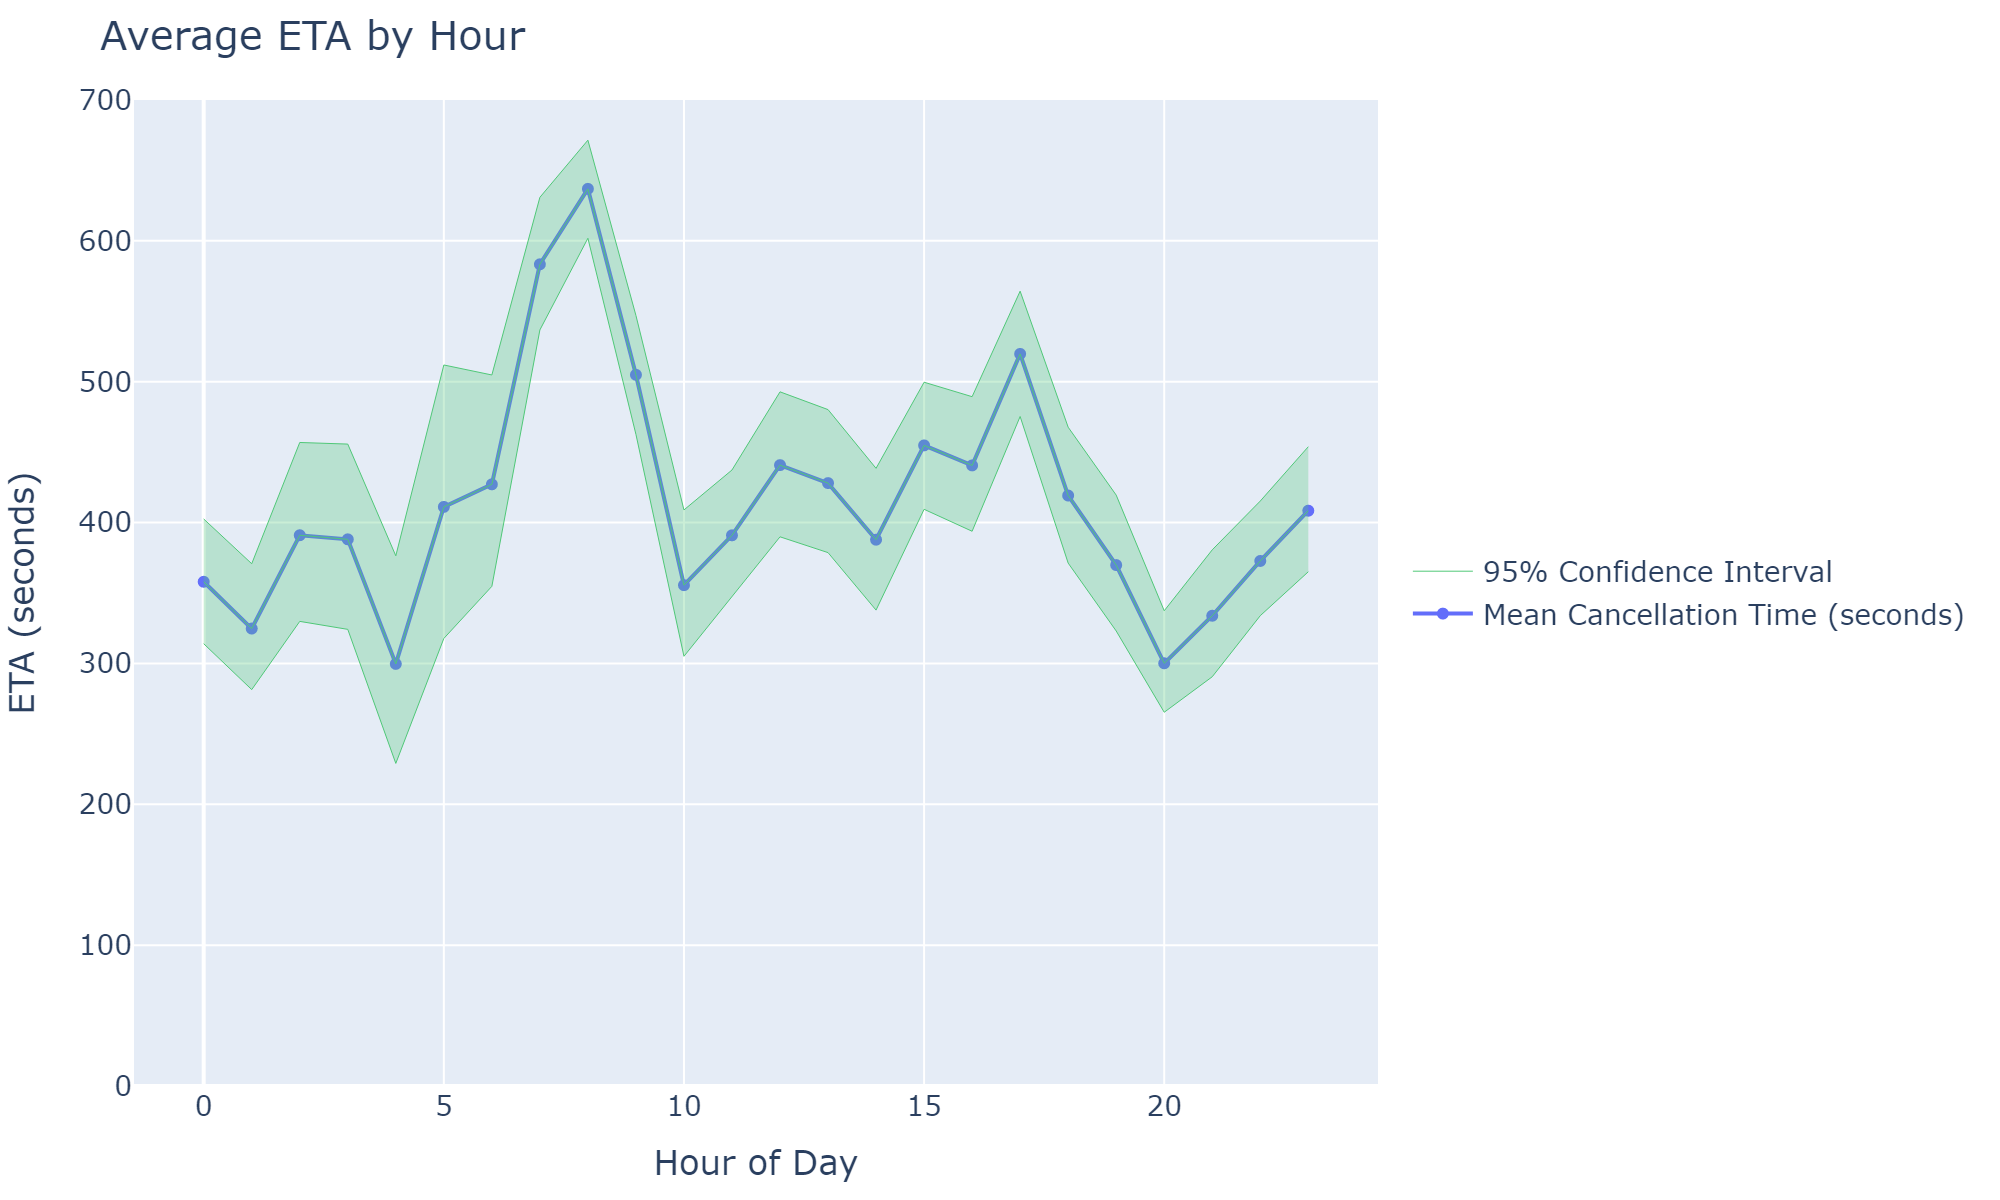 Average ETA by Hour
700
600
500
400
300
200
100
0
ETA (seconds)
0 5 10 15 20
Hour of Day
95% Confidence Interval
Mean Cancellation Time (seconds)